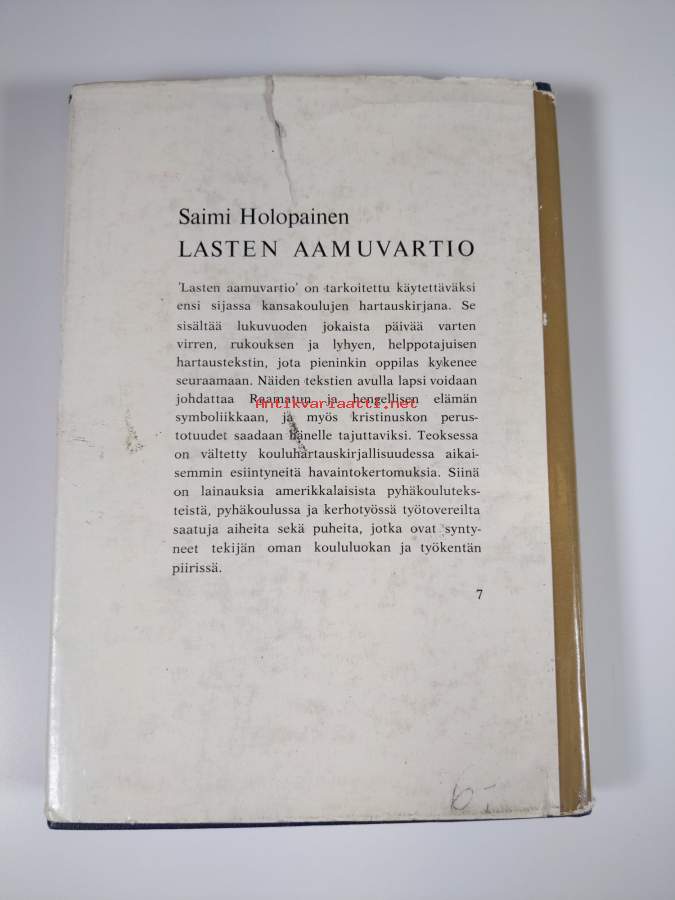 Saimi Holopainen
LASTEN AAMUVARTIO
'Lasten aamuvartio' on tarkoitettu käytettäväksi
ensi sijassa kansakoulujen hartauskirjana. Se
sisältää lukuvuoden jokaista päivää varten
virren, rukouksen ja lyhyen, helppotajuisen
hartaustekstin, jota pieninkin oppilas kykenee
seuraamaan. Näiden tekstien avulla lapsi voidaan
johdattaa Raamatun ja hengellisen elämän
Antikvariaatti.net
symboliikkaan, ja myös kristinuskon perus-
totuudet saadaan hänelle tajuttaviksi. Teoksessa
on vältetty kouluhartauskirjallisuudessa aikai-
semmin esiintyneitä havaintokertomuksia. Siinä
on lainauksia amerikkalaisista pyhäkouluteks-
teistä, pyhäkoulussa ja kerhotyössä työtovereilta
saatuja aiheita sekä puheita, jotka ovat synty-
neet tekijän oman koululuokan ja työkentän
piirissä.
7
6-